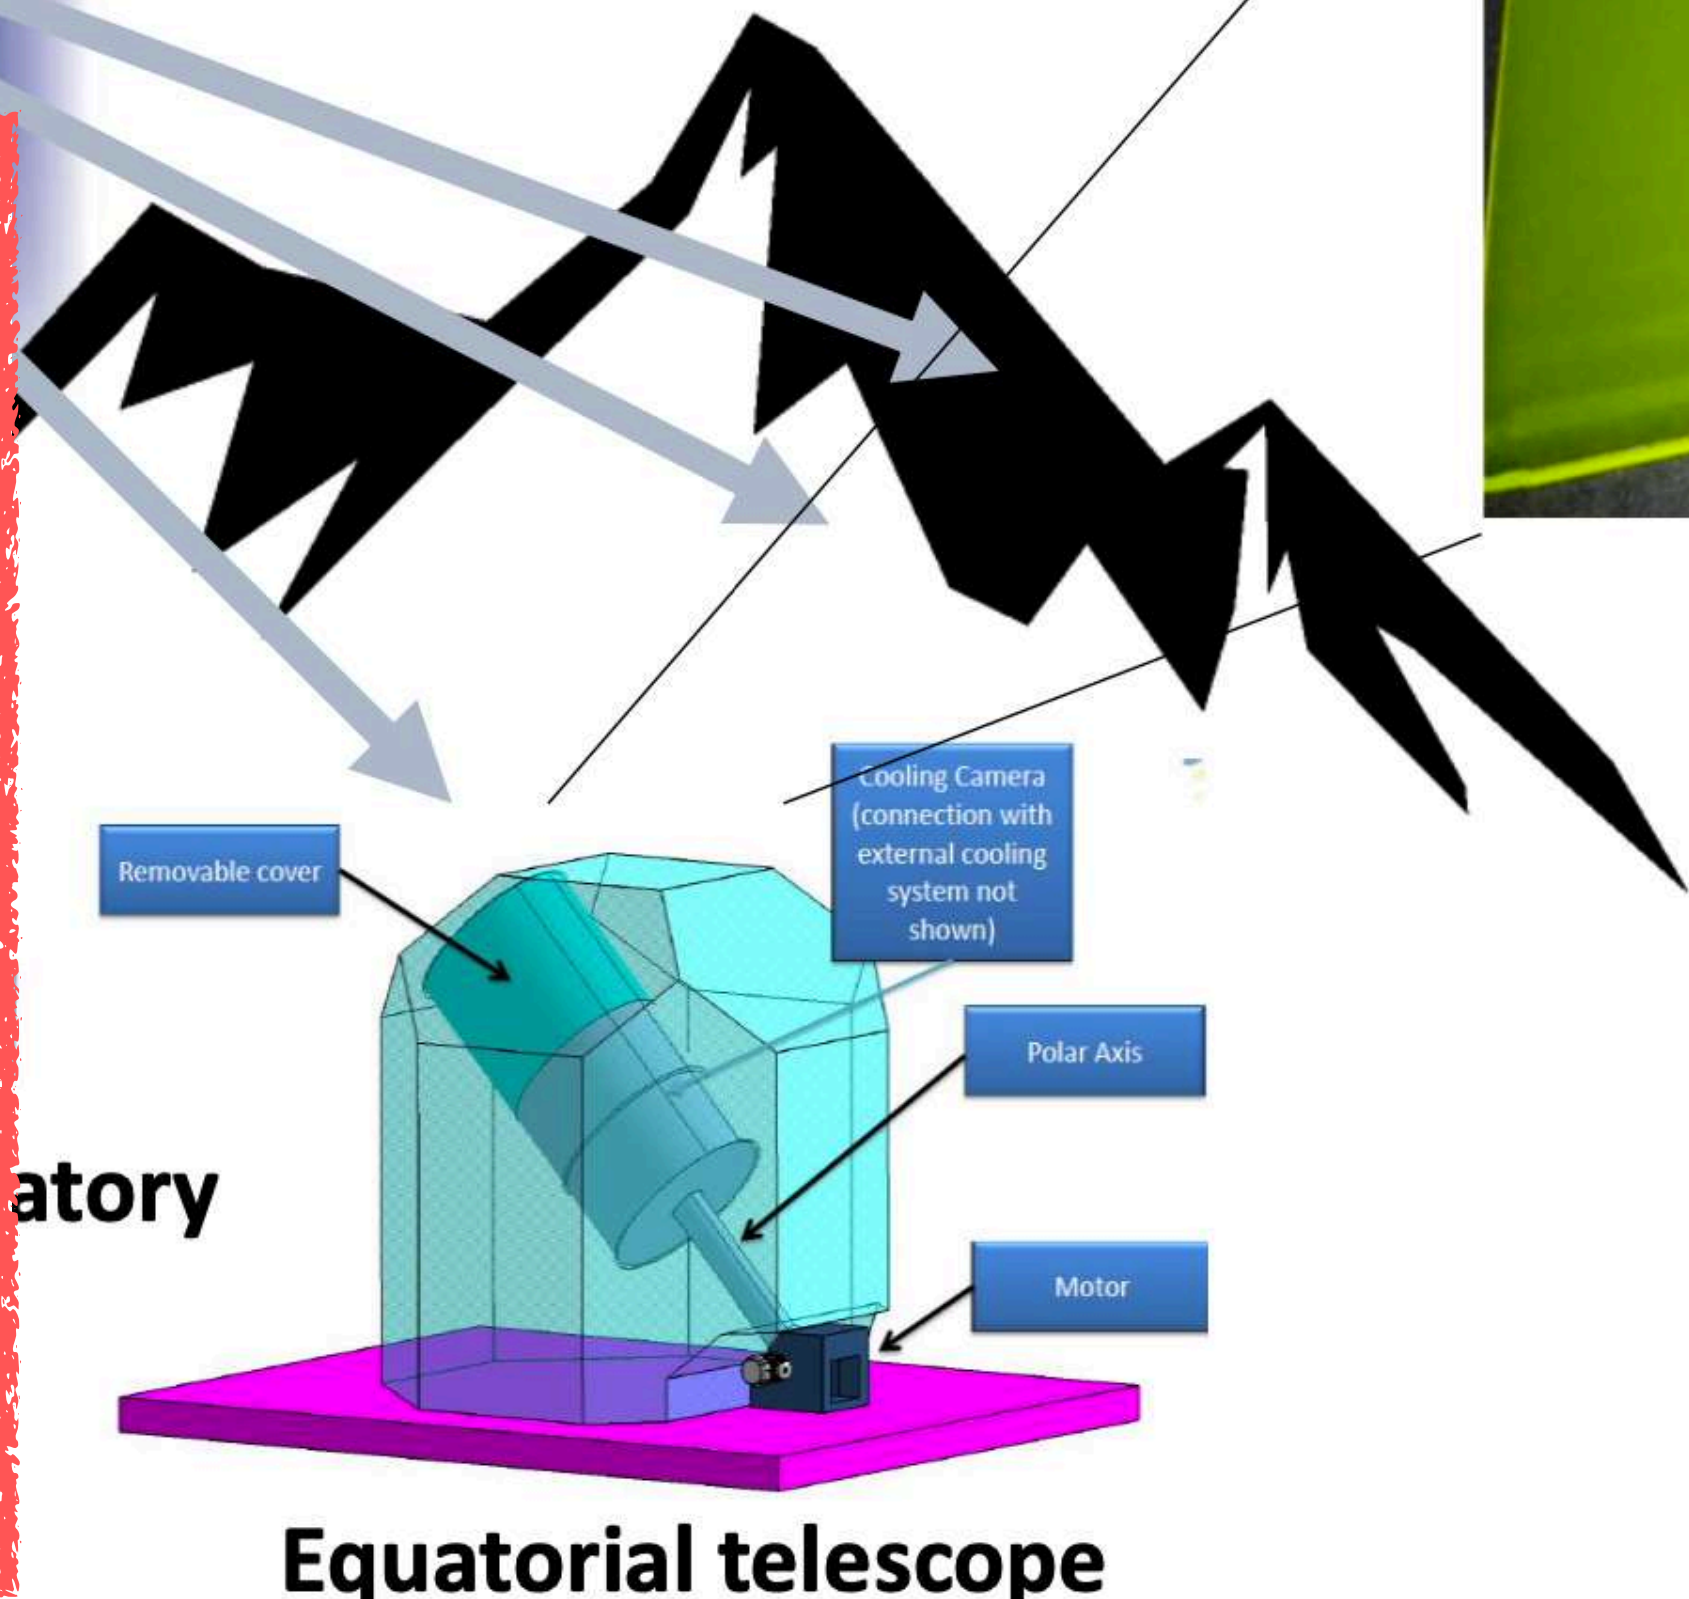 Cooling Camera
(connection with
external cooling
system not
shown)
Removable cover
Polar Axis
atory
Motor
Equatorial telescope